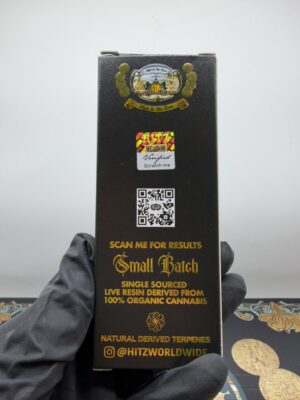 HITZ
Verified
Scratch me
SCAN ME FOR RESULTS
Small Batch
SINGLE SOURCED
LIVE RESIN DERIVED FROM
100% ORGANIC CANNABIS
NATURAL DERIVED TERPENES
@HITZWORLDWIDE